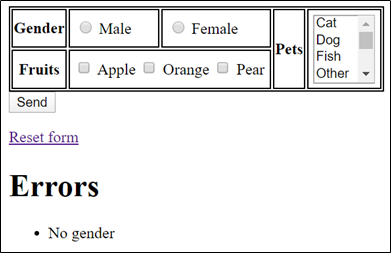 Gender Male Female Pets Cat
Dog
Fish
Other
Fruits Apple Orange Pear
Send
Reset form
Errors
• No gender